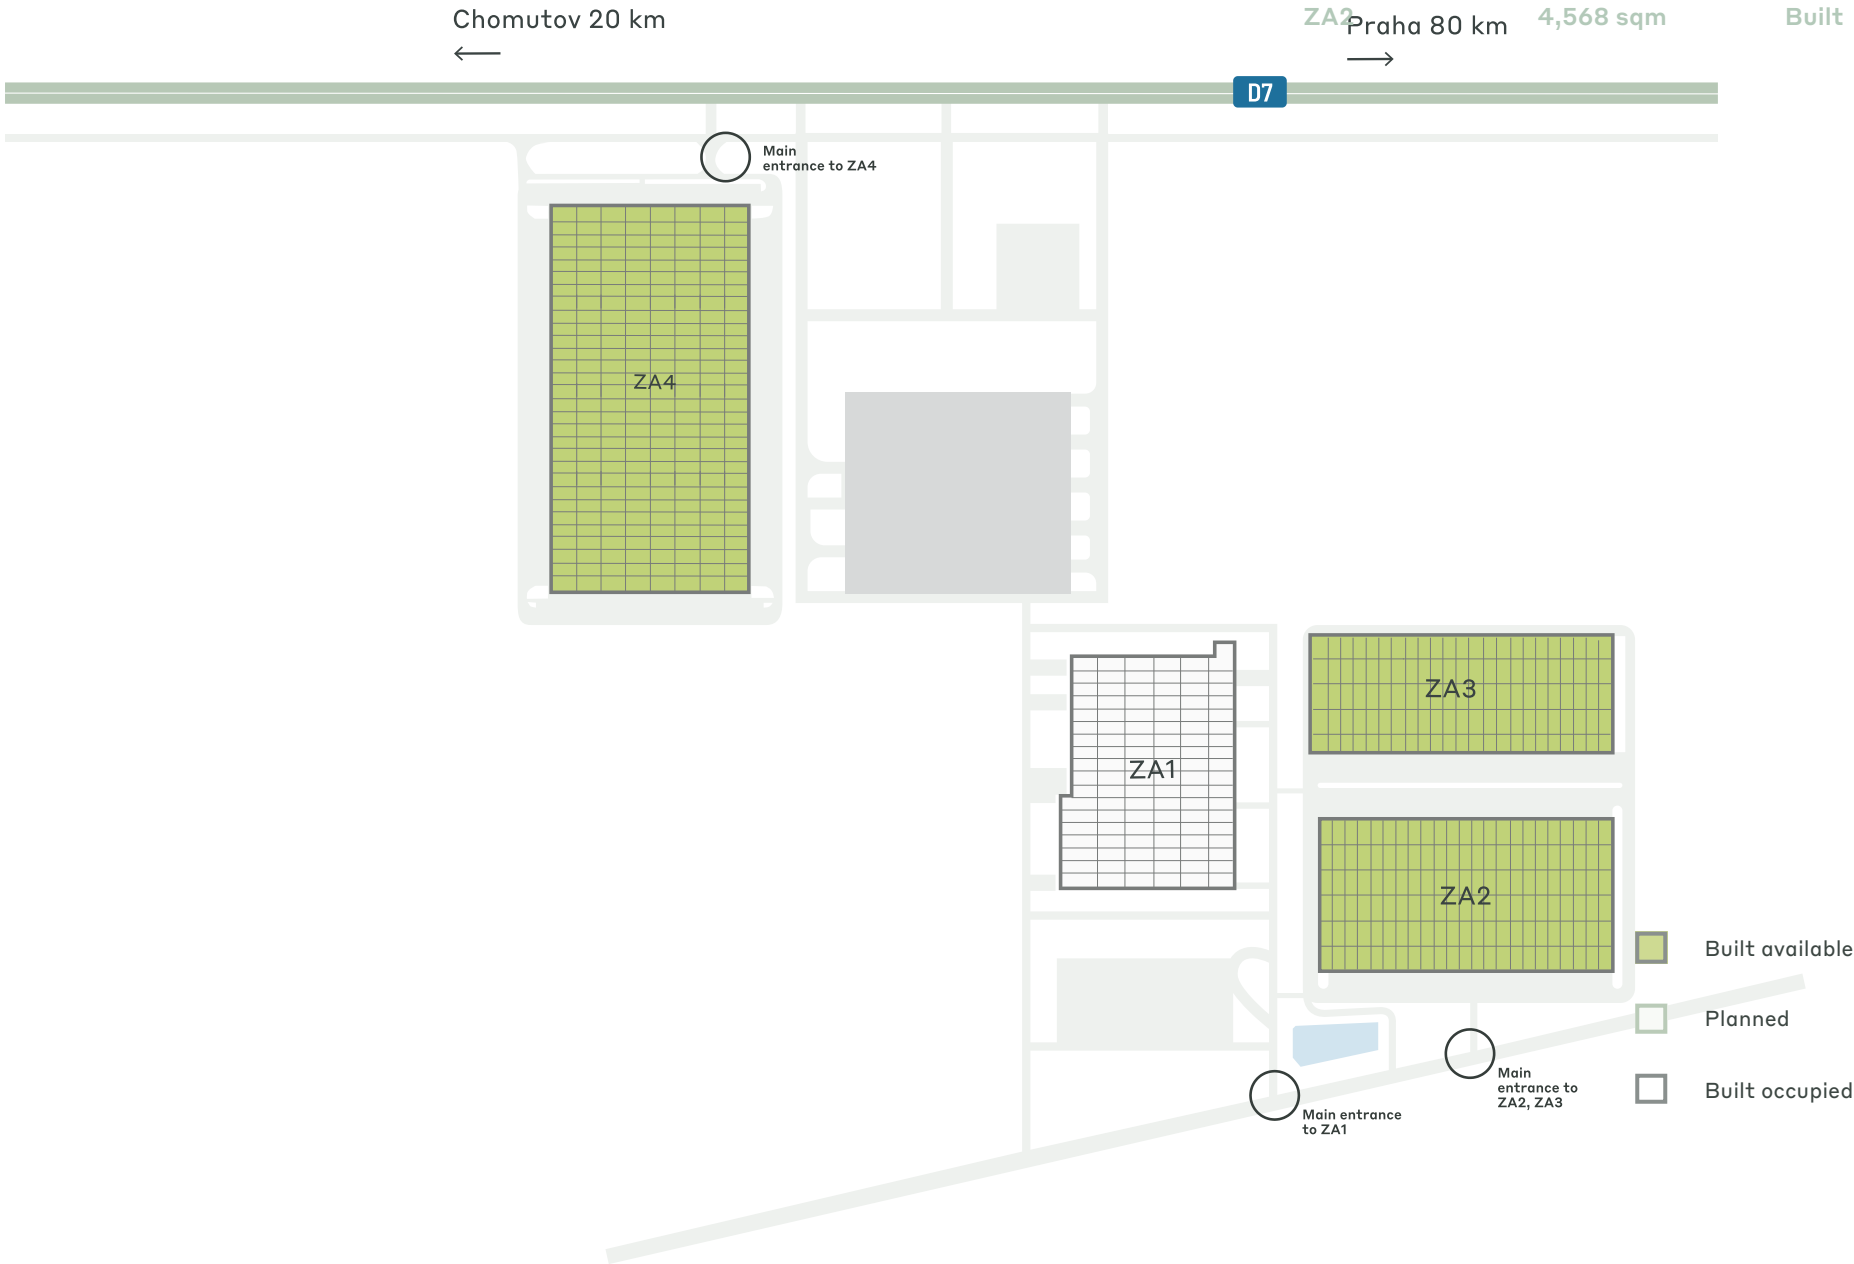 Chomutov 20 km
ZA2 4,568 sqm Built
Praha 80 km
D7
Main
entrance to ZA4
ZA4
ZA3
ZA1
ZA2
Built available
Planned
Built occupied
Main
entrance to
ZA2, ZA3
Main entrance
to ZA1